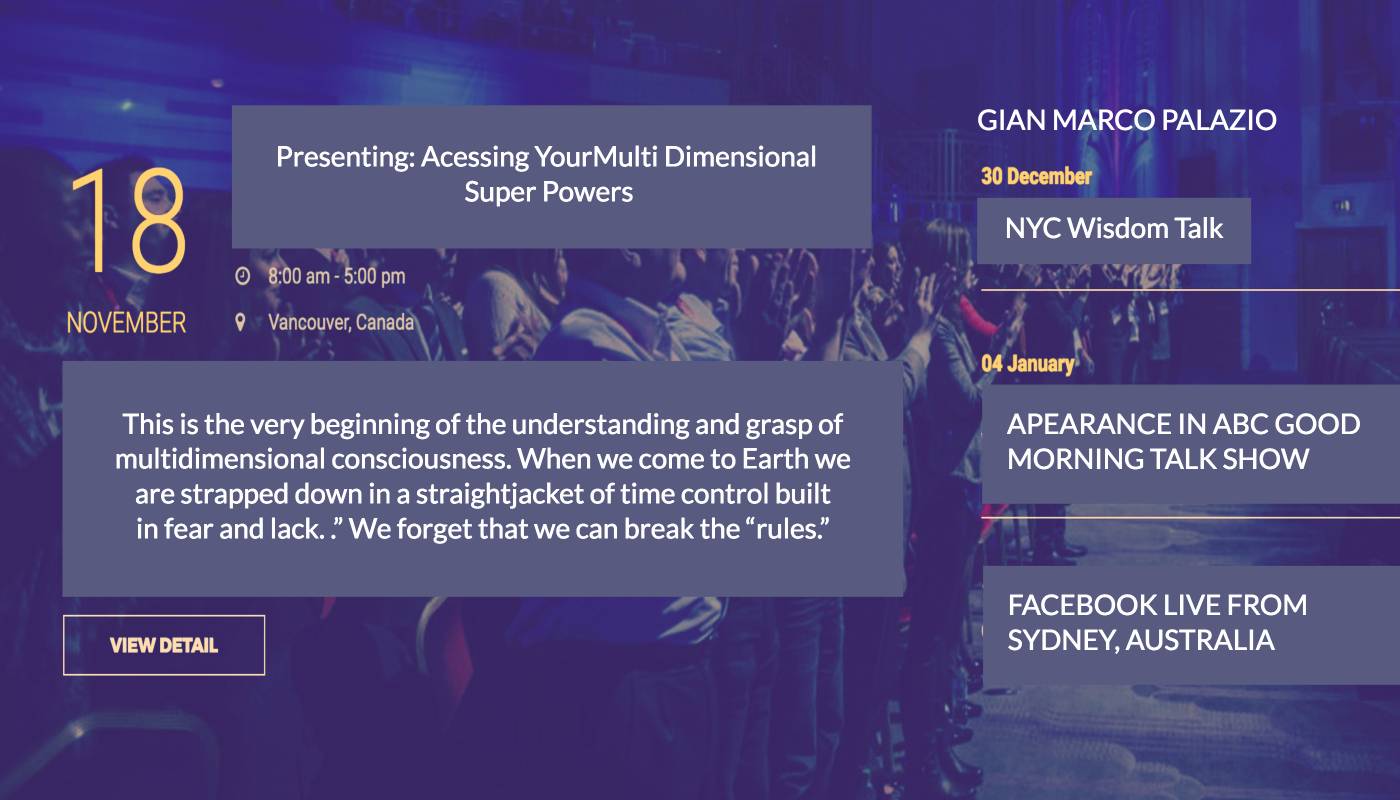 18
NOVEMBER
Presenting: Acessing YourMulti Dimensional
Super Powers
8:00 am - 5:00 pm
Vancouver, Canada
This is the very beginning of the understanding and grasp of
multidimensional consciousness. When we come to Earth we
are strapped down in a straightjacket of time control built
in fear and lack. .” We forget that we can break the “rules.”
VIEW DETAIL
GIAN MARCO PALAZIO
30 December
NYC Wisdom Talk
04 January
APEARANCE IN ABC GOOD
MORNING TALK SHOW
FACEBOOK LIVE FROM
SYDNEY, AUSTRALIA